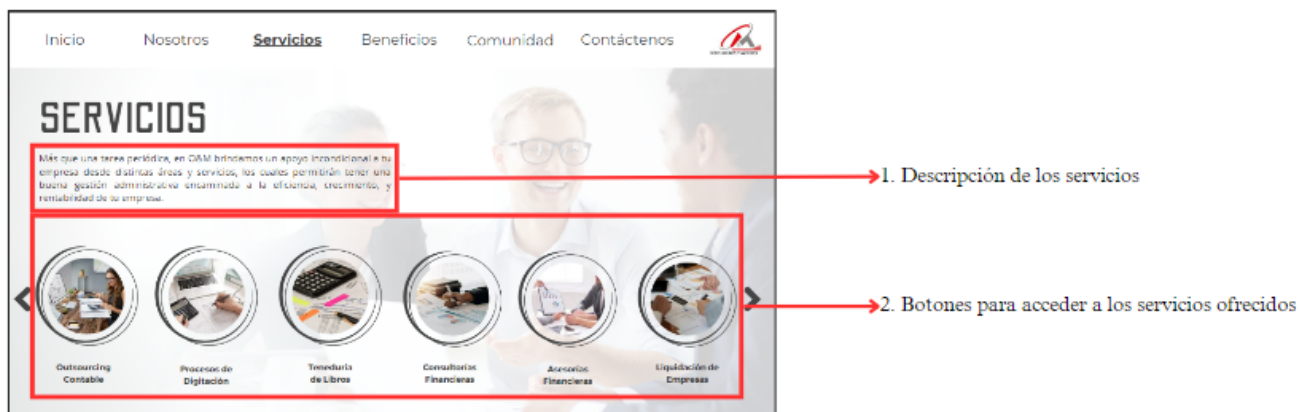 Inicio Nosotros Servicios Beneficios Comunidad Contáctenos
SERVICIOS
Más que una tarea periódica, en O&M brindamos un apoyo incondicional a tu
empresa desde distintas áreas y servicios, los cuales permitirán tener una
buena gestión administrativa encaminada a la eficiencia, crecimiento, y
rentabilidad de tu empresa.
1. Descripción de los servicios
2. Botones para acceder a los servicios ofrecidos
Outsourcing
Contable
Procesos de
Digitación
Teneduría
de Libros
Consultorías
Financieras
Asesorías
Financieras
Liquidación de
Empresas